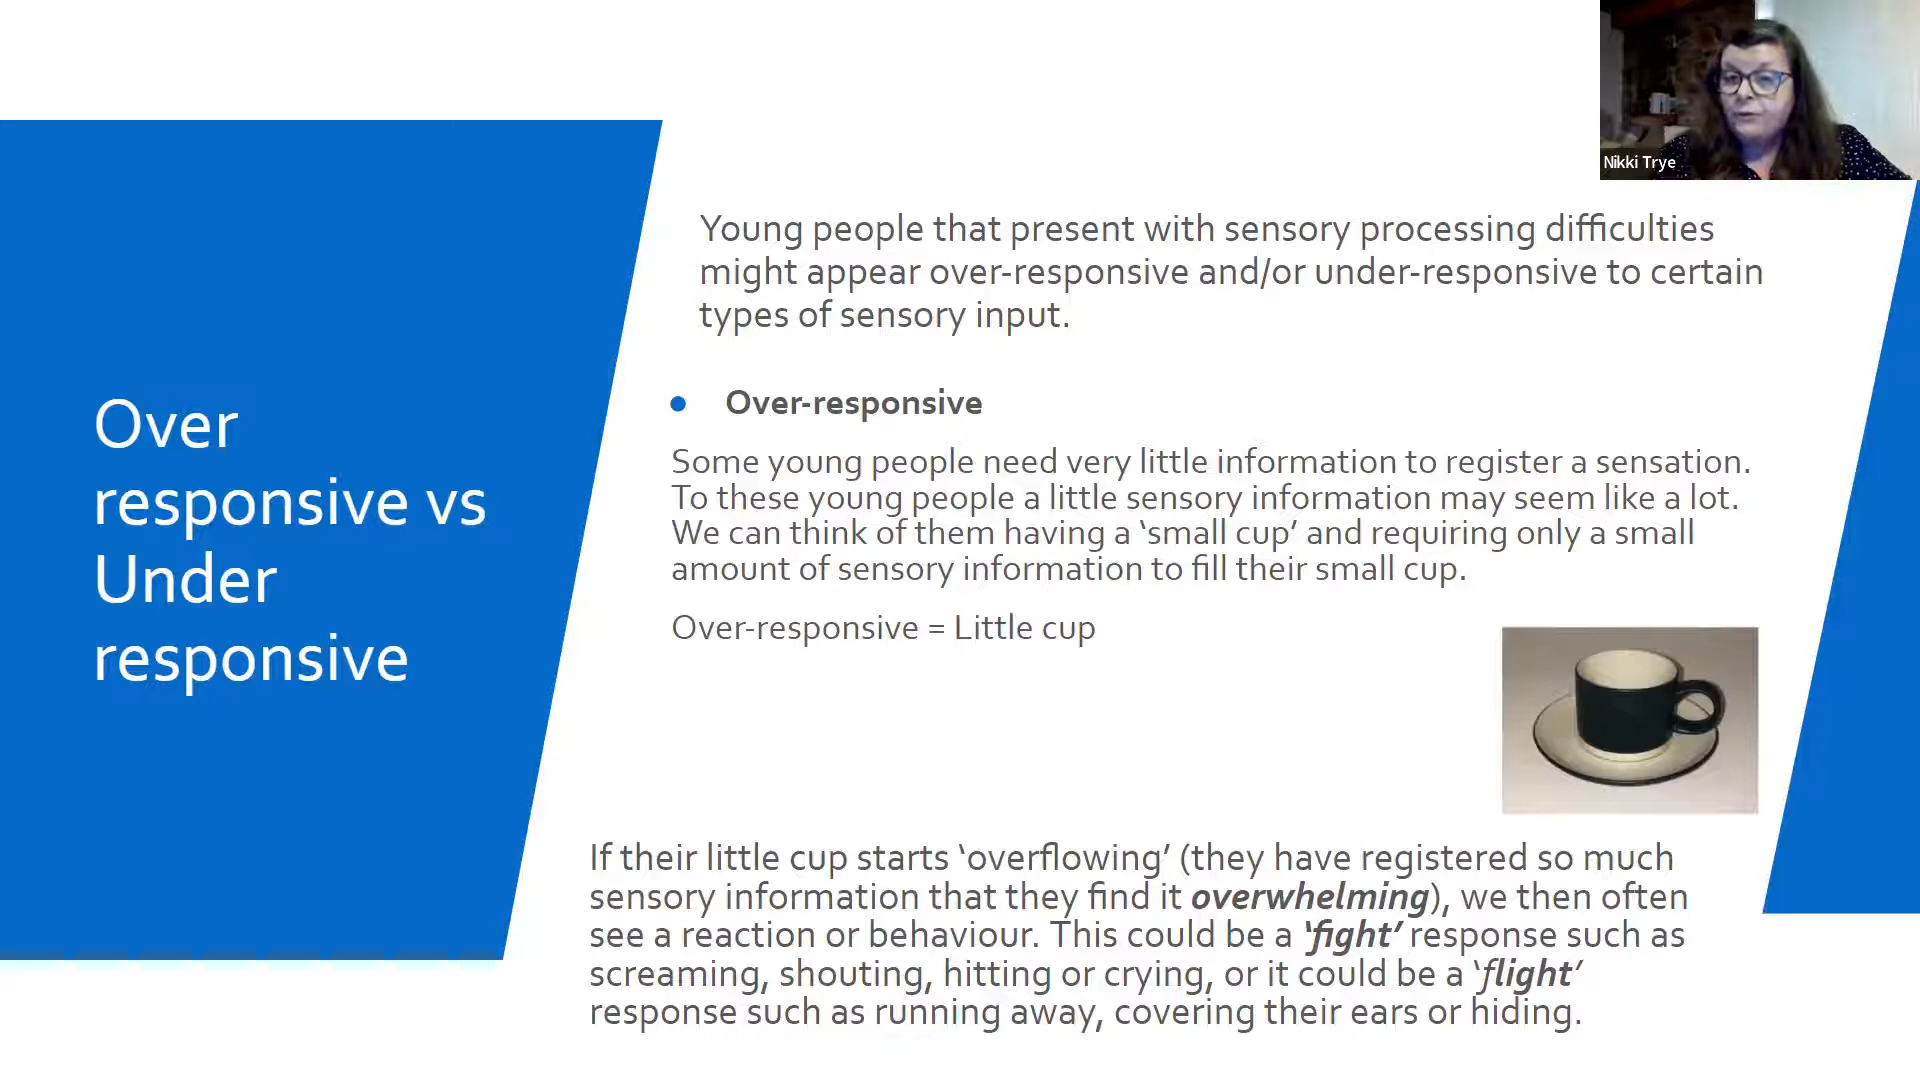 Nikki Trye
Over
responsive vs
Under
responsive
Young people that present with sensory processing difficulties
might appear over-responsive and/or under-responsive to certain
types of sensory input.
● Over-responsive
Some young people need very little information to register a sensation.
To these young people a little sensory information may seem like a lot.
We can think of them having a ‘small cup’ and requiring only a small
amount of sensory information to fill their small cup.
Over-responsive = Little cup
If their little cup starts ‘overflowing’ (they have registered so much
sensory information that they find it overwhelming), we then often
see a reaction or behaviour. This could be a ‘fight’ response such as
screaming, shouting, hitting or crying, or it could be a ‘flight’
response such as running away, covering their ears or hiding.